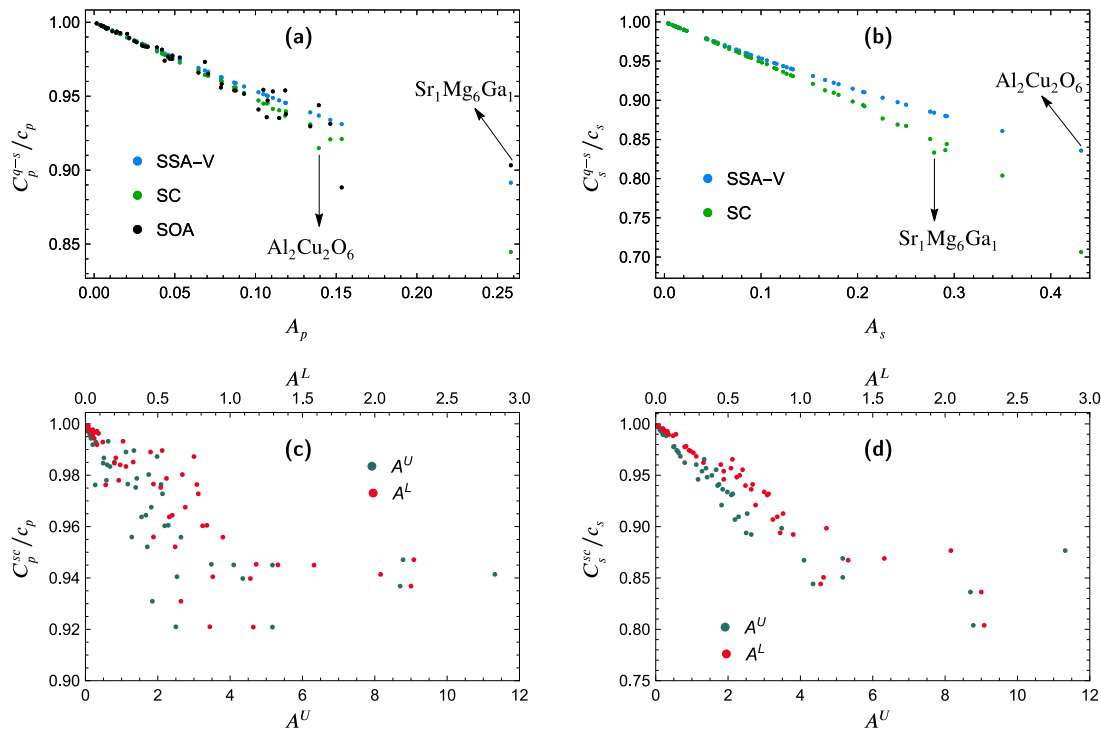 (a)
1.00
0.95
0.90
0.85
C_p^{q−s}/c_p
Sr1Mg6Ga1
SSA−V
SC
SOA
Al2Cu2O6
0.00 0.05 0.10 0.15 0.20 0.25
A_p
(b)
1.00
0.95
0.90
0.85
0.80
0.75
0.70
C_s^{q−s}/c_s
Al2Cu2O6
SSA−V
SC
Sr1Mg6Ga1
0.0 0.1 0.2 0.3 0.4
A_s
A^L
0.0 0.5 1.0 1.5 2.0 2.5 3.0
(c)
1.00
0.98
0.96
0.94
0.92
0.90
C_p^{sc}/c_p
A^U
A^L
0 2 4 6 8 10 12
A^U
A^L
0.0 0.5 1.0 1.5 2.0 2.5 3.0
(d)
1.00
0.95
0.90
0.85
0.80
0.75
C_s^{sc}/c_s
A^U
A^L
0 2 4 6 8 10 12
A^U